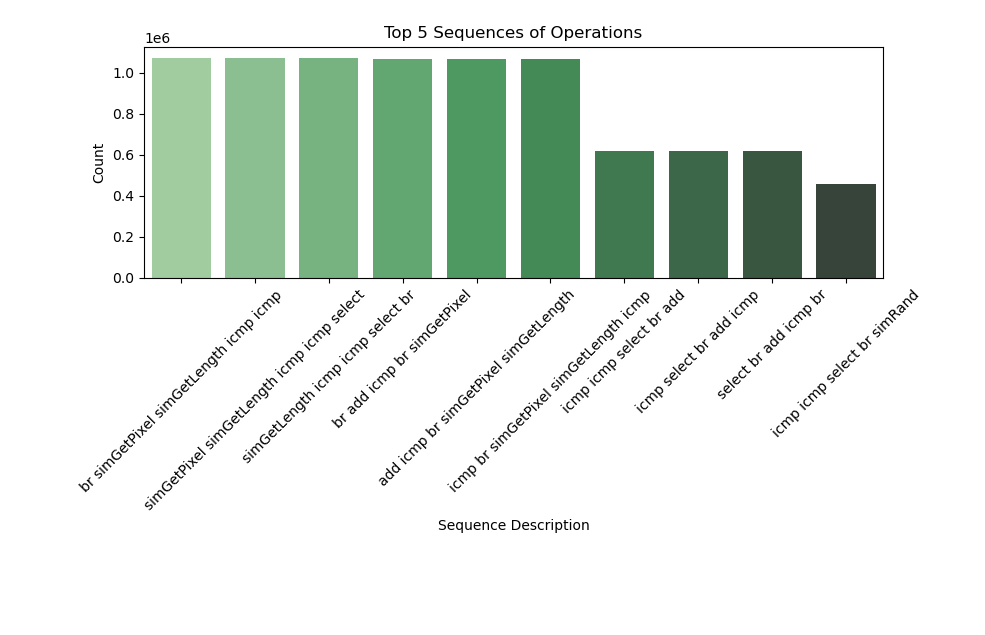 Top 5 Sequences of Operations
1e6
1.0
0.8
0.6
0.4
0.2
0.0
Count
br simGetPixel simGetLength icmp icmp
simGetPixel simGetLength icmp icmp select
simGetLength icmp icmp select br
br add icmp br simGetPixel
add icmp br simGetPixel simGetLength
icmp br simGetPixel simGetLength icmp
icmp icmp select br add
icmp select br add icmp
select br add icmp br
icmp icmp select br simRand
Sequence Description